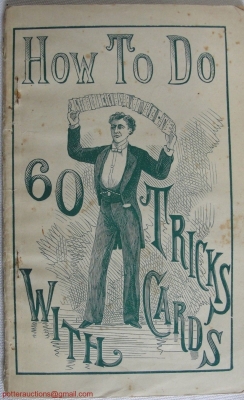 How To Do
60
Tricks
With
Cards
potterauctions@gmail.com